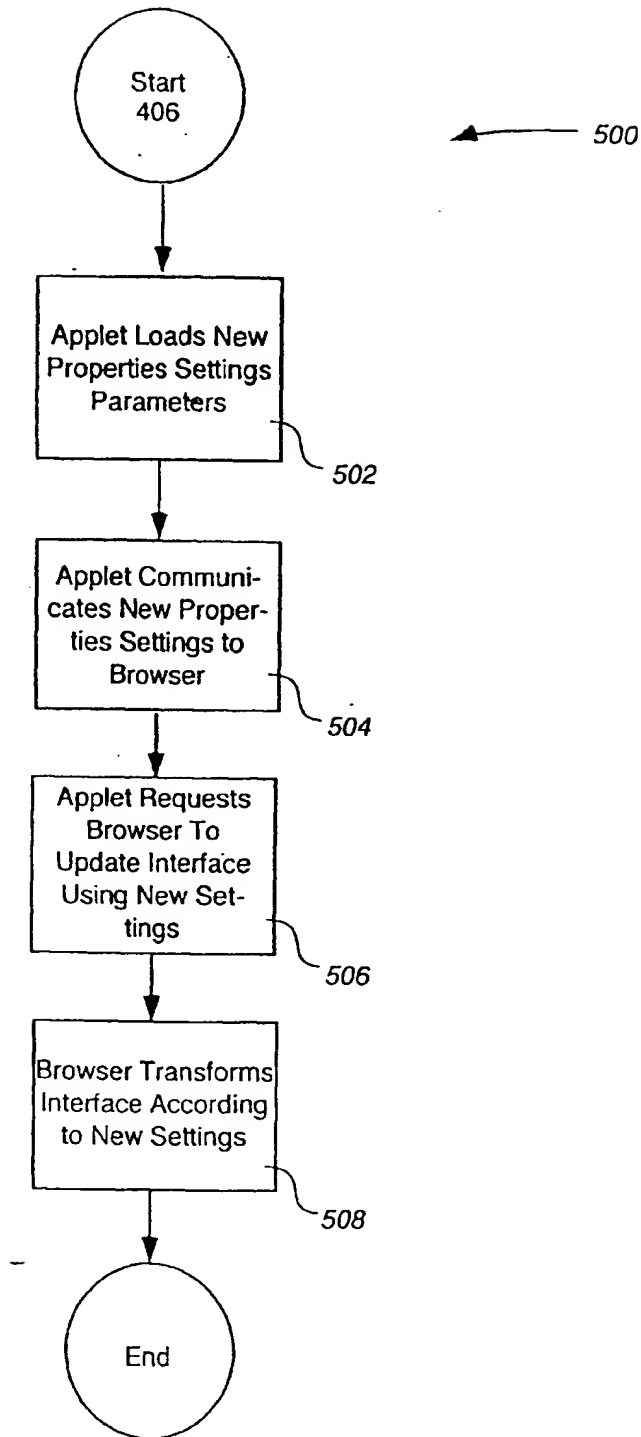 Start
406
500
Applet Loads New
Properties Settings
Parameters
502
Applet Communi-
cates New Proper-
ties Settings to
Browser
504
Applet Requests
Browser To
Update Interface
Using New Set-
tings
506
Browser Transforms
Interface According
to New Settings
508
End